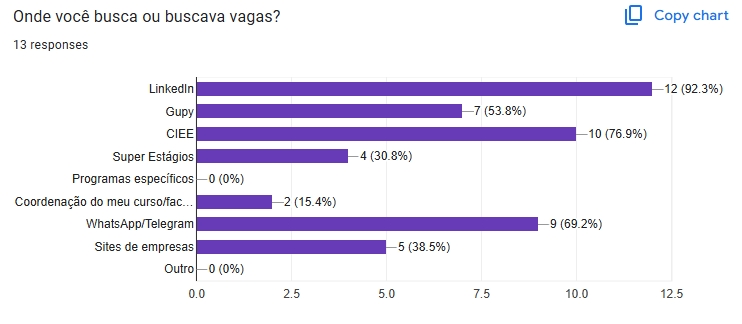 Onde você busca ou buscava vagas?
Copy chart
13 responses
LinkedIn 12 (92.3%)
Gupy 7 (53.8%)
CIEE 10 (76.9%)
Super Estágios 4 (30.8%)
Programas específicos 0 (0%)
Coordenação do meu curso/fac... 2 (15.4%)
WhatsApp/Telegram 9 (69.2%)
Sites de empresas 5 (38.5%)
Outro 0 (0%)
0.0 2.5 5.0 7.5 10.0 12.5